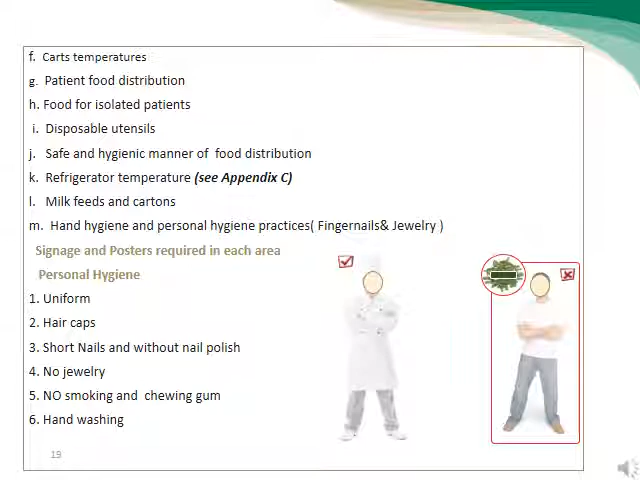 f. Carts temperatures
g. Patient food distribution
h. Food for isolated patients
i. Disposable utensils
j. Safe and hygienic manner of food distribution
k. Refrigerator temperature (see Appendix C)
l. Milk feeds and cartons
m. Hand hygiene and personal hygiene practices( Fingernails& Jewelry )
Signage and Posters required in each area
Personal Hygiene
1. Uniform
2. Hair caps
3. Short Nails and without nail polish
4. No jewelry
5. NO smoking and chewing gum
6. Hand washing
19